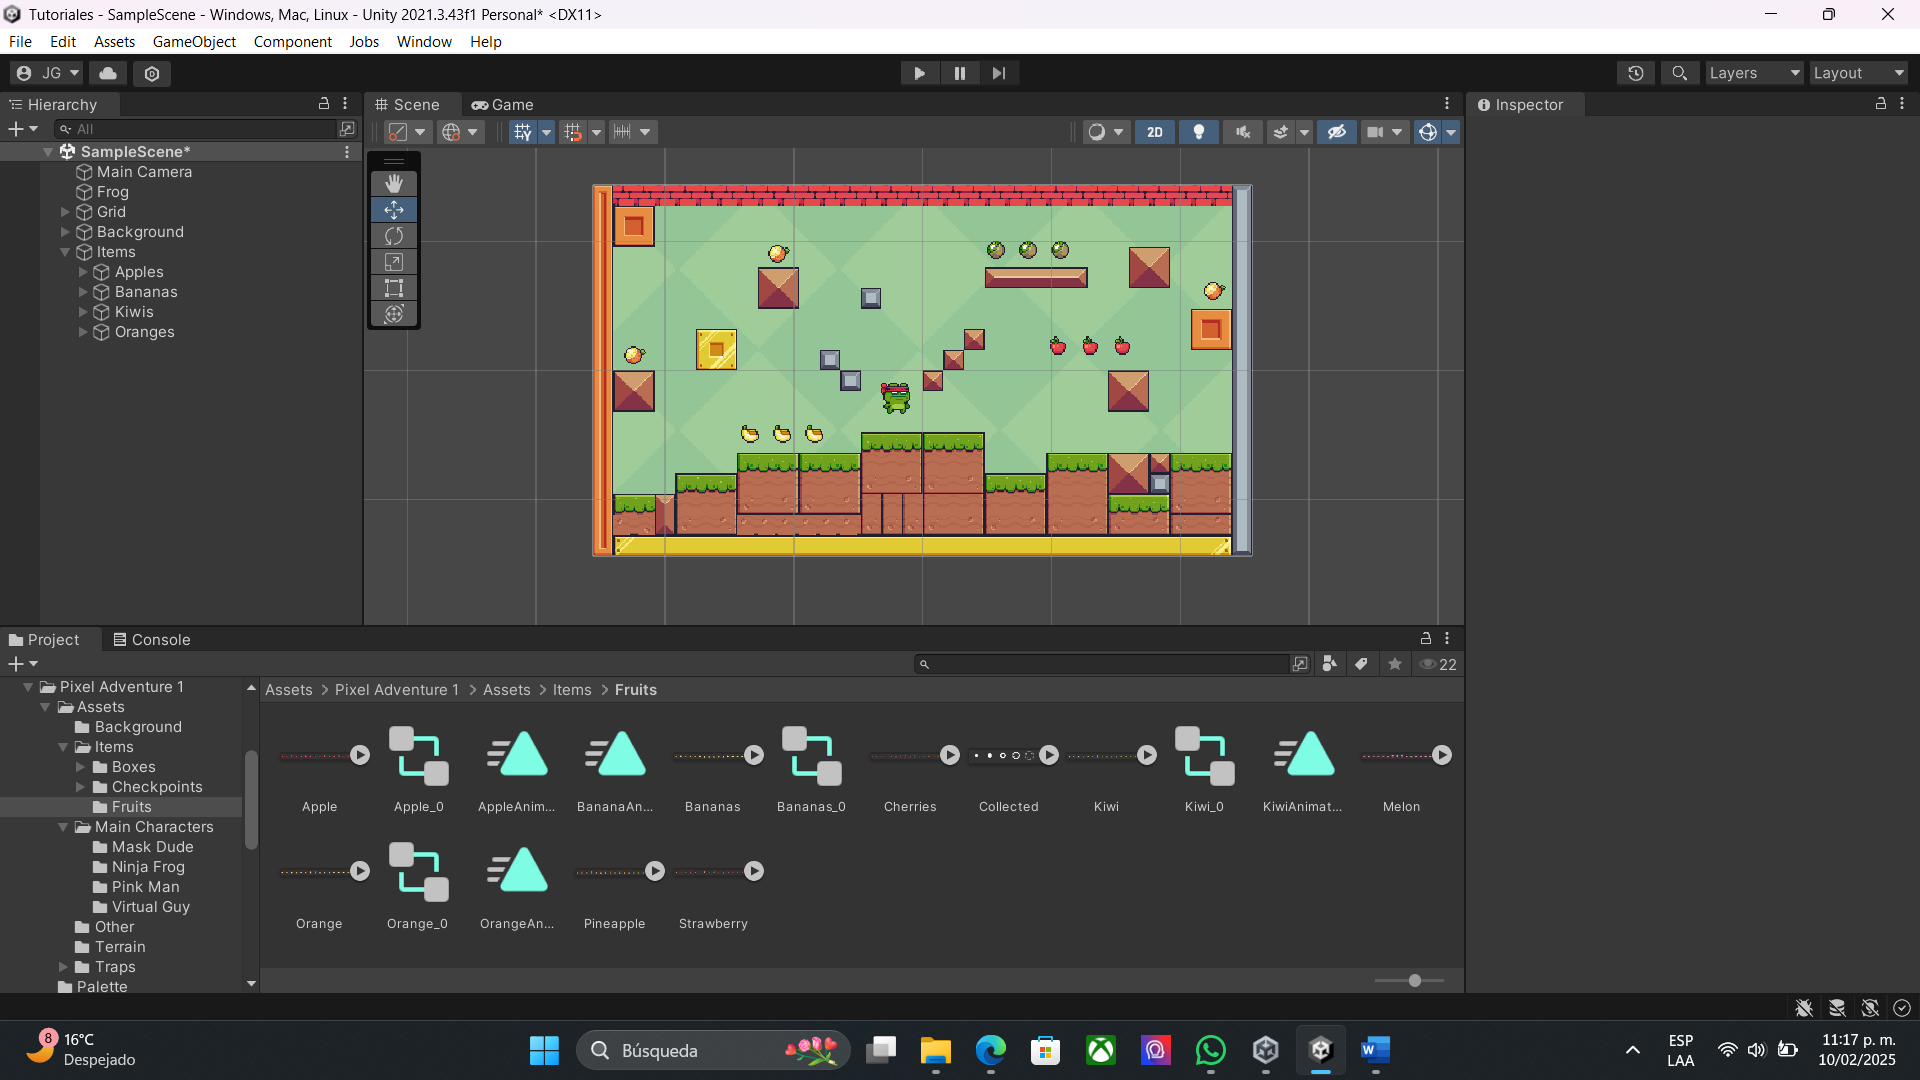 Tutoriales - SampleScene - Windows, Mac, Linux - Unity 2021.3.43f1 Personal* <DX11>
File Edit Assets GameObject Component Jobs Window Help
JG Layers Layout
Hierarchy
All
SampleScene*
Main Camera
Frog
Grid
Background
Items
Apples
Bananas
Kiwis
Oranges
Scene Game
2D
Inspector
Project Console
22
Pixel Adventure 1
Assets
Background
Items
Boxes
Checkpoints
Fruits
Main Characters
Mask Dude
Ninja Frog
Pink Man
Virtual Guy
Other
Terrain
Traps
Palette
Assets > Pixel Adventure 1 > Assets > Items > Fruits
Apple Apple_0 AppleAnim... BananaAn... Bananas Bananas_0 Cherries Collected Kiwi Kiwi_0 KiwiAnimat... Melon
Orange Orange_0 OrangeAn... Pineapple Strawberry
8
16°C
Despejado
Búsqueda
W
ESP
LAA
11:17 p. m.
10/02/2025